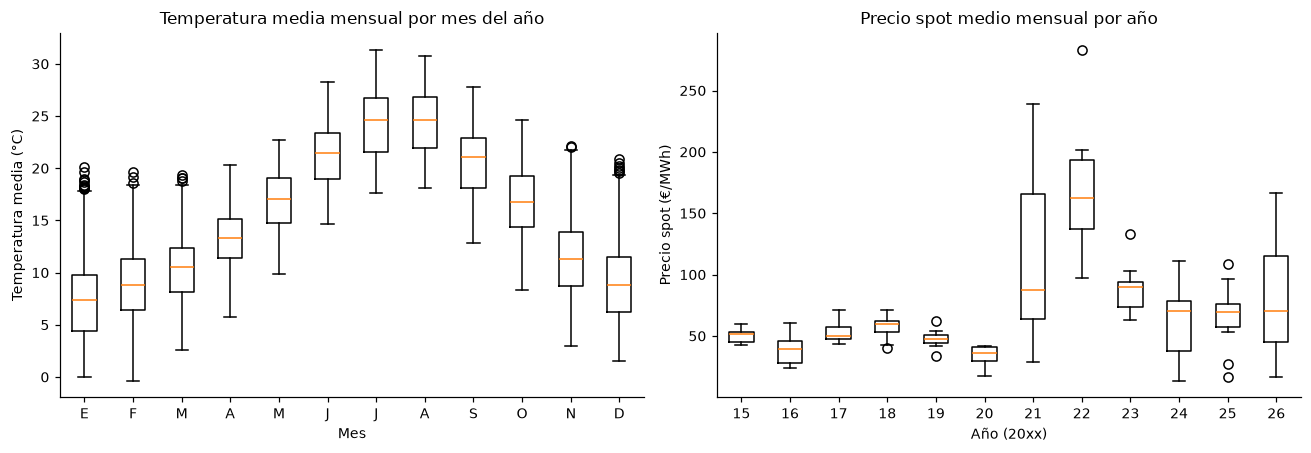 Temperatura media mensual por mes del año
Temperatura media (°C)
30
25
20
15
10
5
0
E F M A M J J A S O N D
Mes
Precio spot medio mensual por año
Precio spot (€/MWh)
250
200
150
100
50
15 16 17 18 19 20 21 22 23 24 25 26
Año (20xx)